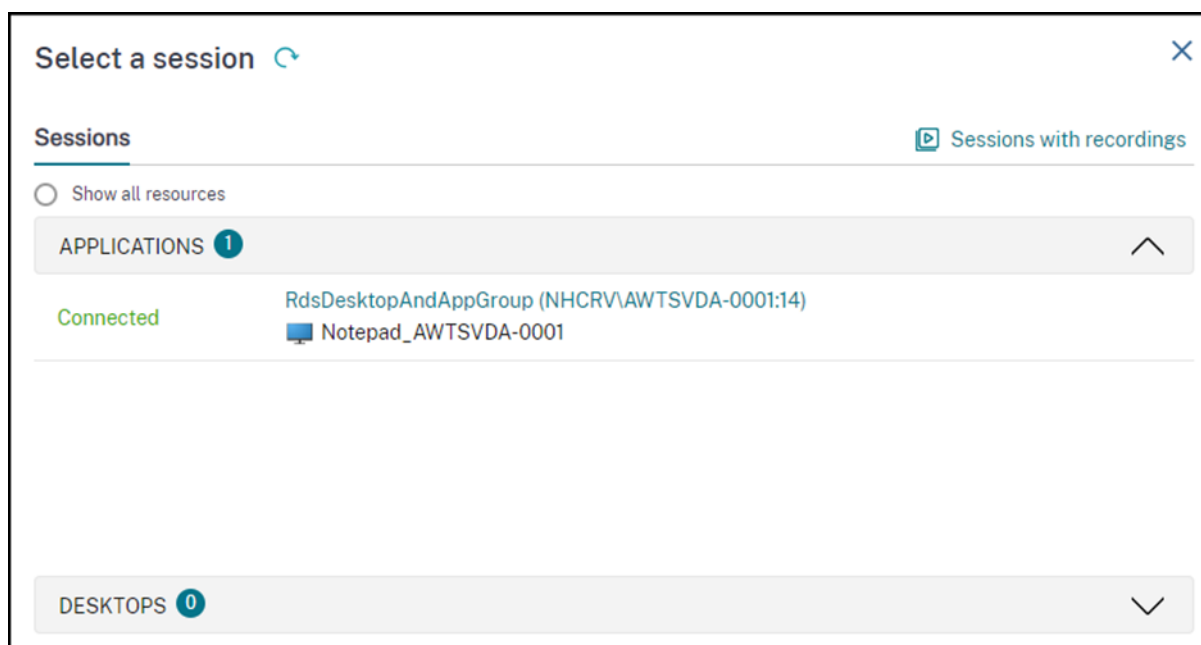 Select a session
Sessions
Sessions with recordings
Show all resources
APPLICATIONS 1
Connected
RdsDesktopAndAppGroup (NHCRV\AWTSVDA-0001:14)
Notepad_AWTSVDA-0001
DESKTOPS 0